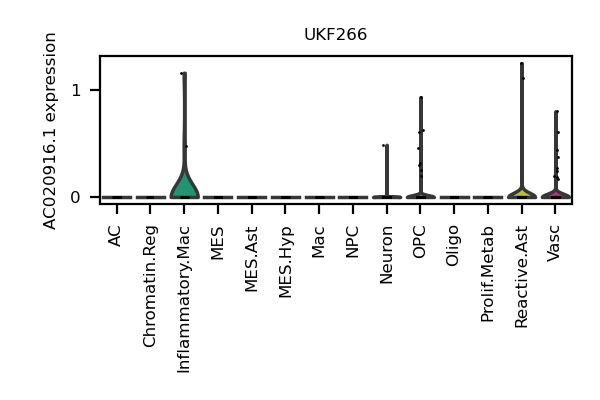 UKF266
AC020916.1 expression
1
0
AC
Chromatin.Reg
Inflammatory.Mac
MES
MES.Ast
MES.Hyp
Mac
NPC
Neuron
OPC
Oligo
Prolif.Metab
Reactive.Ast
Vasc